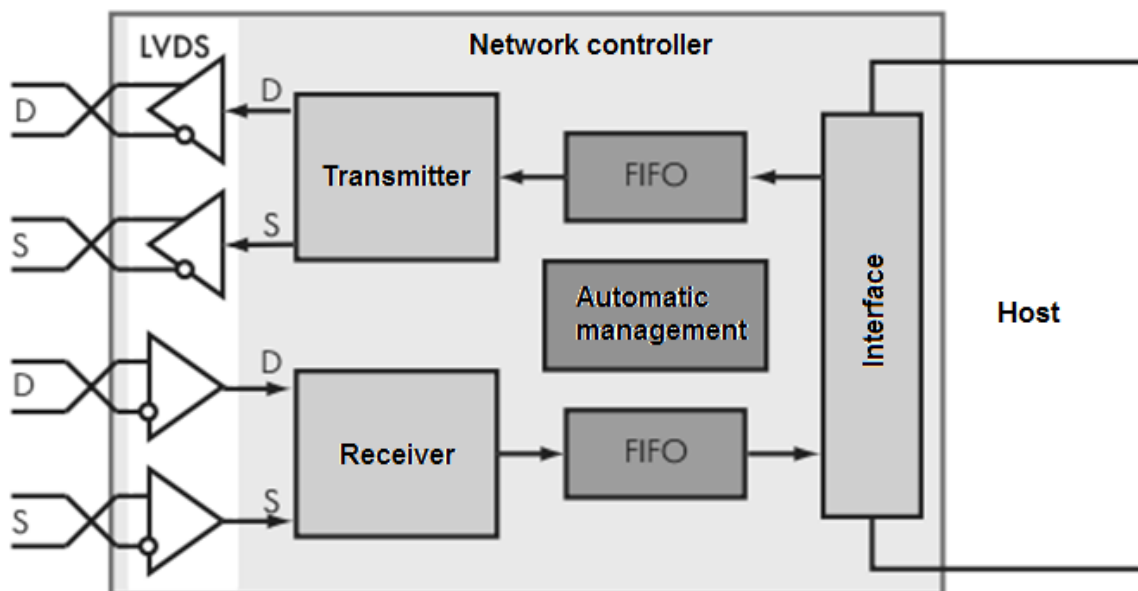 LVDS
Network controller
D
D
Transmitter
FIFO
S
S
Automatic
management
Interface
Host
D
D
Receiver
FIFO
S
S